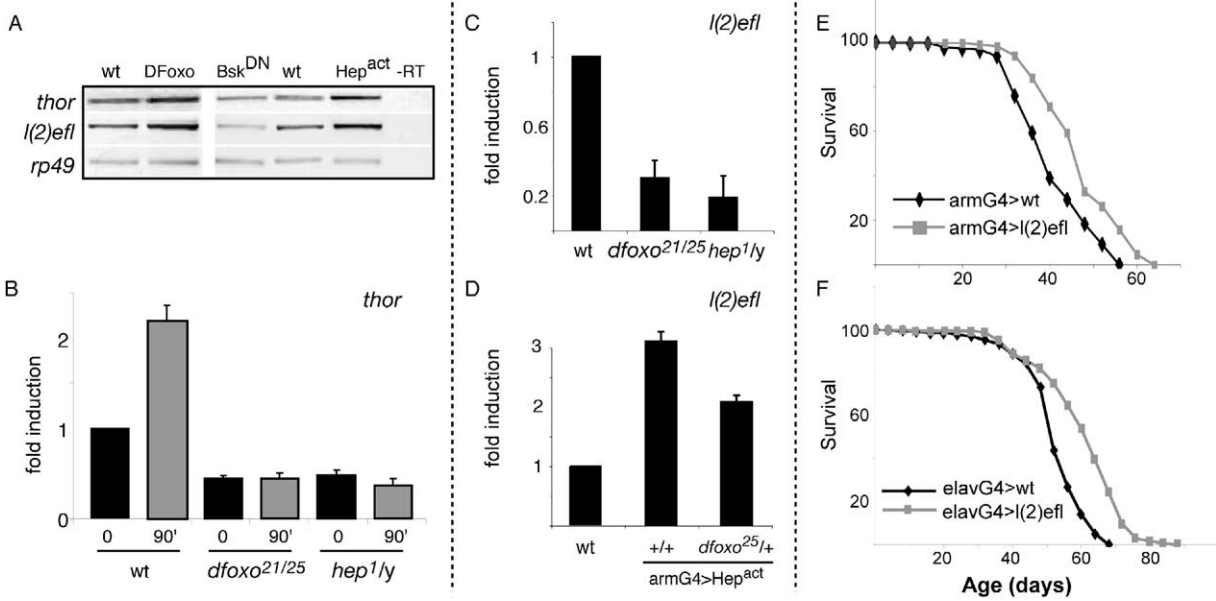 A
wt DFoxo Bsk^DN wt Hep^act -RT
thor
l(2)efl
rp49
B
thor
fold induction
2
1
0
0 90' 0 90' 0 90'
wt dfoxo^21/25 hep^1/y
C
l(2)efl
fold induction
1
0.6
0.2
wt dfoxo^21/25 hep^1/y
D
l(2)efl
fold induction
3
2
1
wt +/+ dfoxo^25/+
armG4>Hep^act
E
Survival
100
60
20
armG4>wt
armG4>l(2)efl
20 40 60
F
Survival
100
60
20
elavG4>wt
elavG4>l(2)efl
20 40 60 80
Age (days)